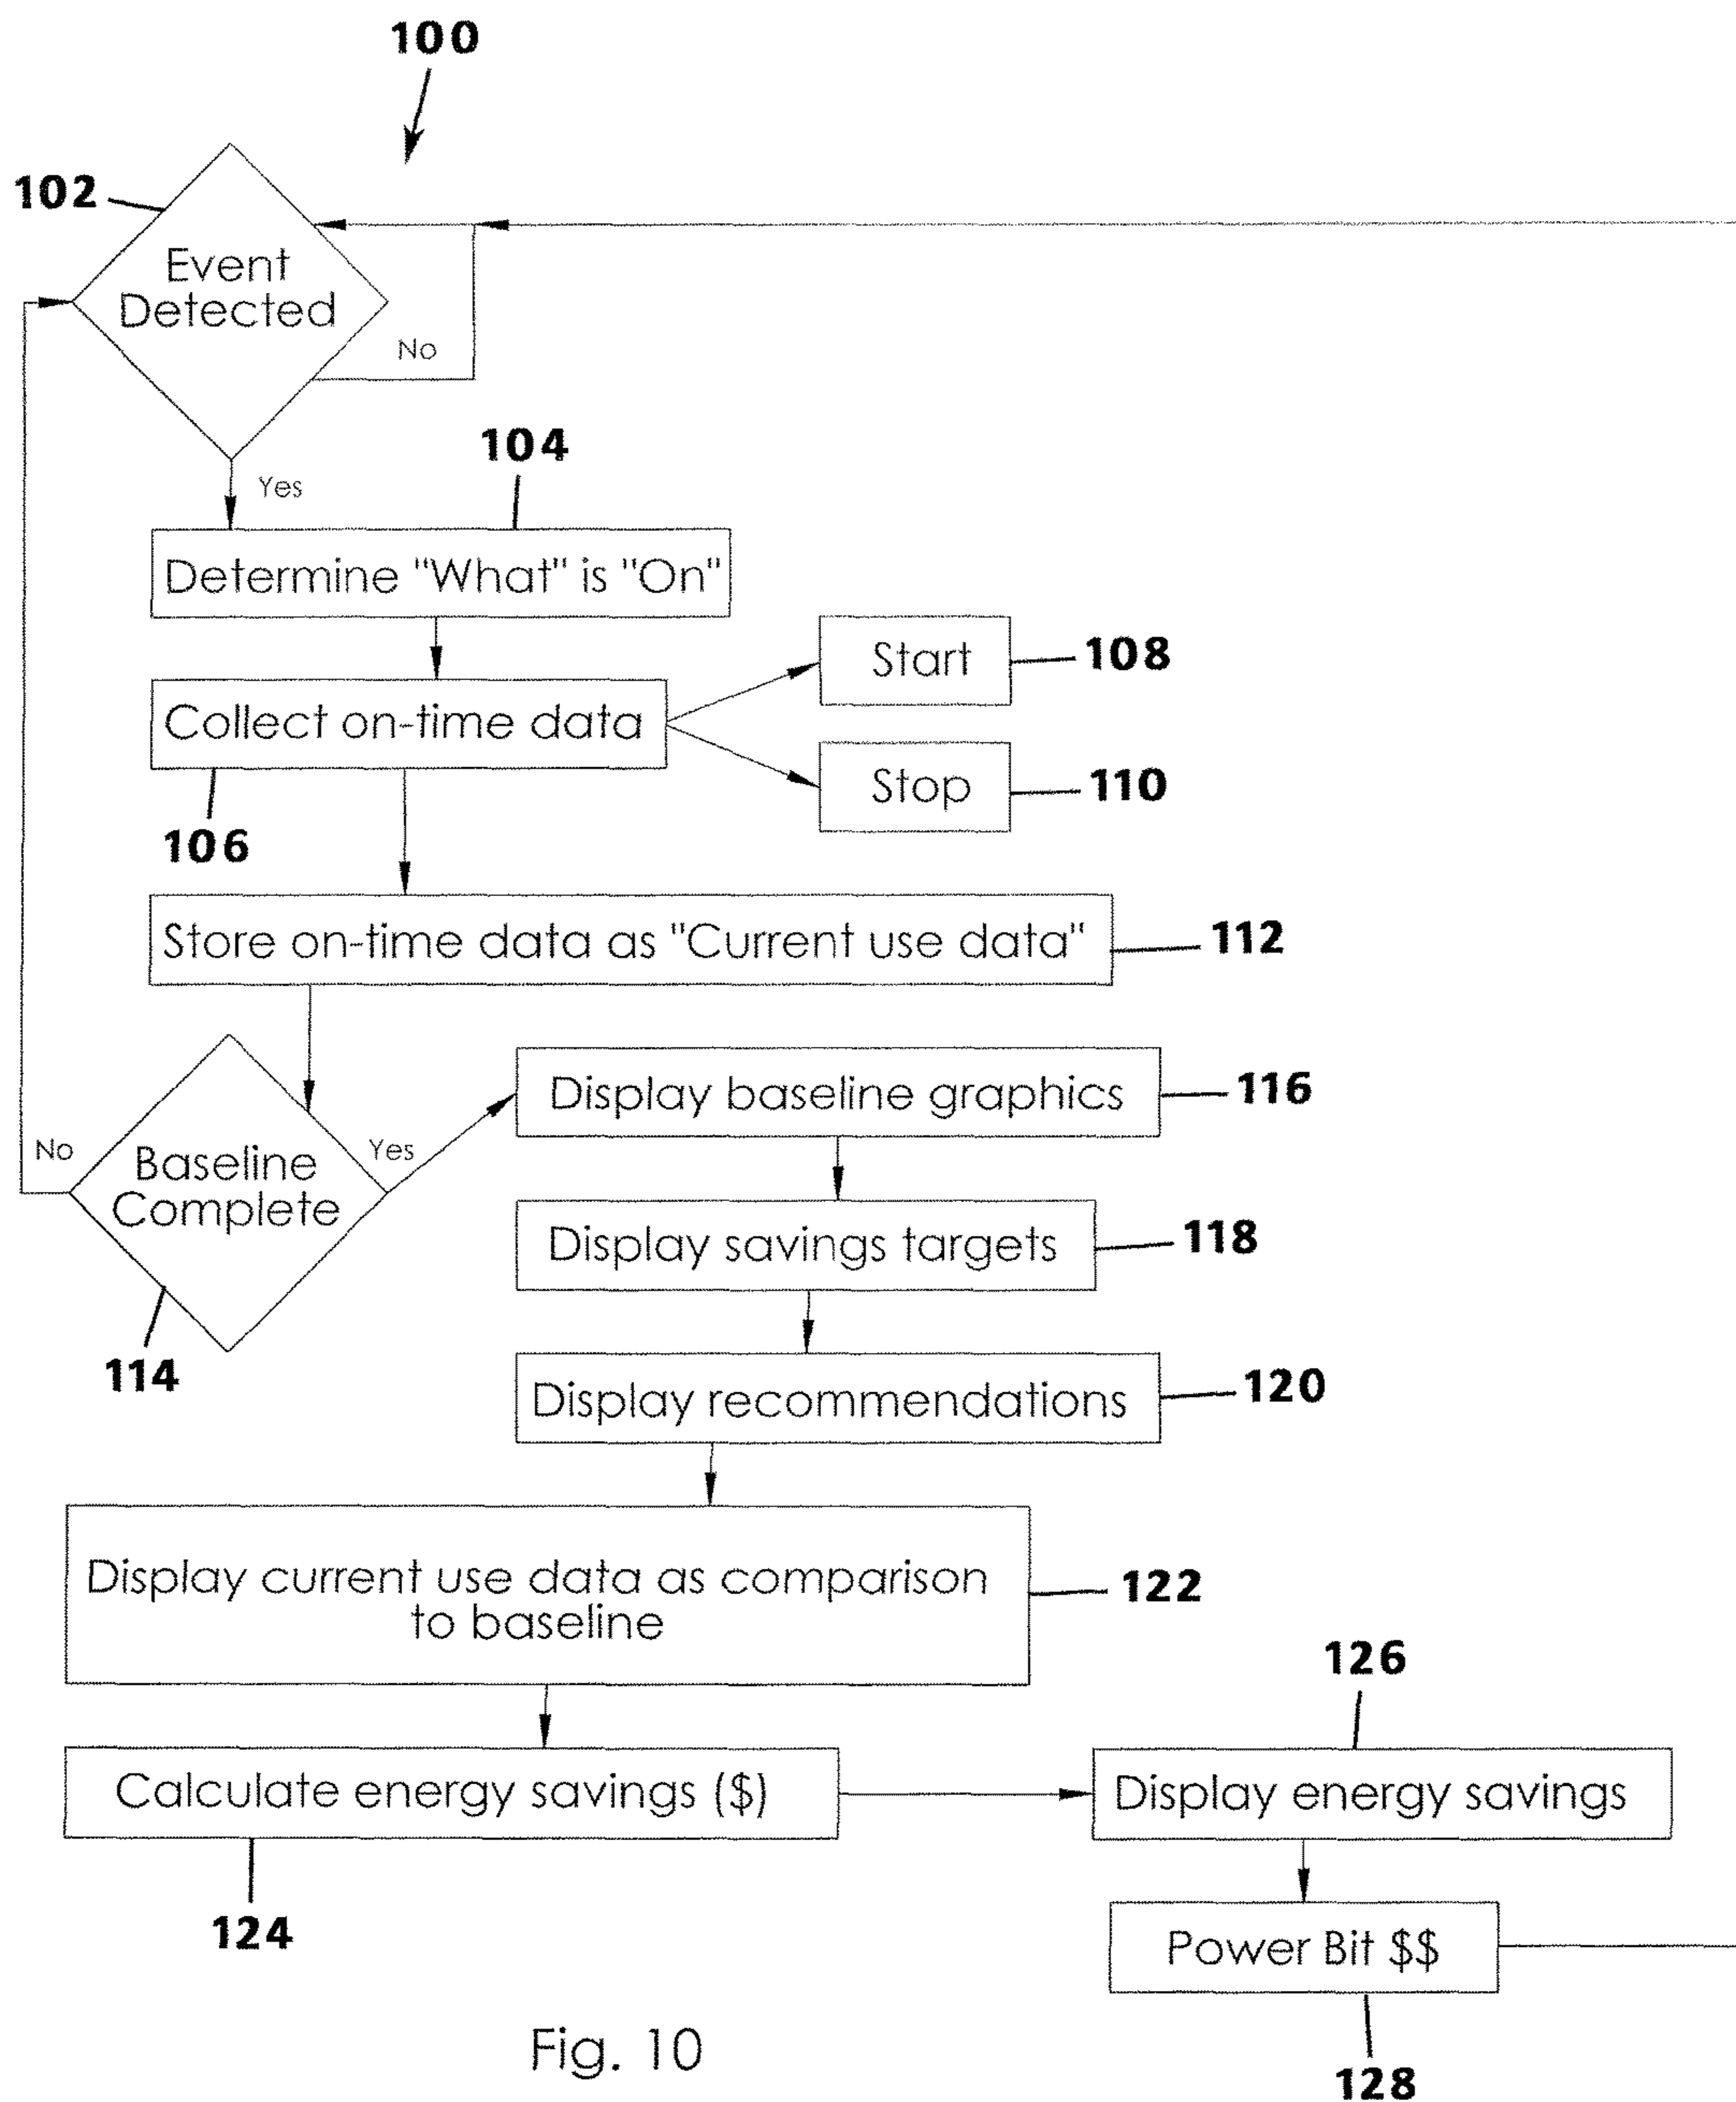 100
102
Event
Detected
No
Yes
104
Determine "What" is "On"
Start
108
Collect on-time data
Stop
110
106
Store on-time data as "Current use data"
112
Display baseline graphics
116
No
Yes
Baseline
Complete
Display savings targets
118
114
Display recommendations
120
Display current use data as comparison
to baseline
122
126
Calculate energy savings ($)
Display energy savings
124
Power Bit $$
128
Fig. 10